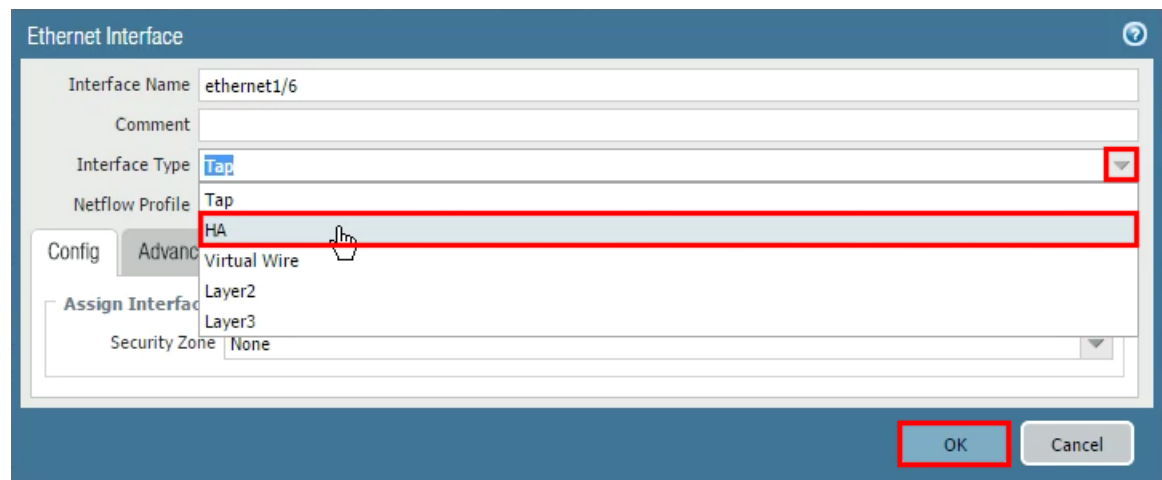 Ethernet Interface
Interface Name ethernet1/6
Comment
Interface Type Tap
Netflow Profile Tap
HA
Config Advanc
Virtual Wire
Layer2
Assign Interfac
Layer3
Security Zone None
OK Cancel